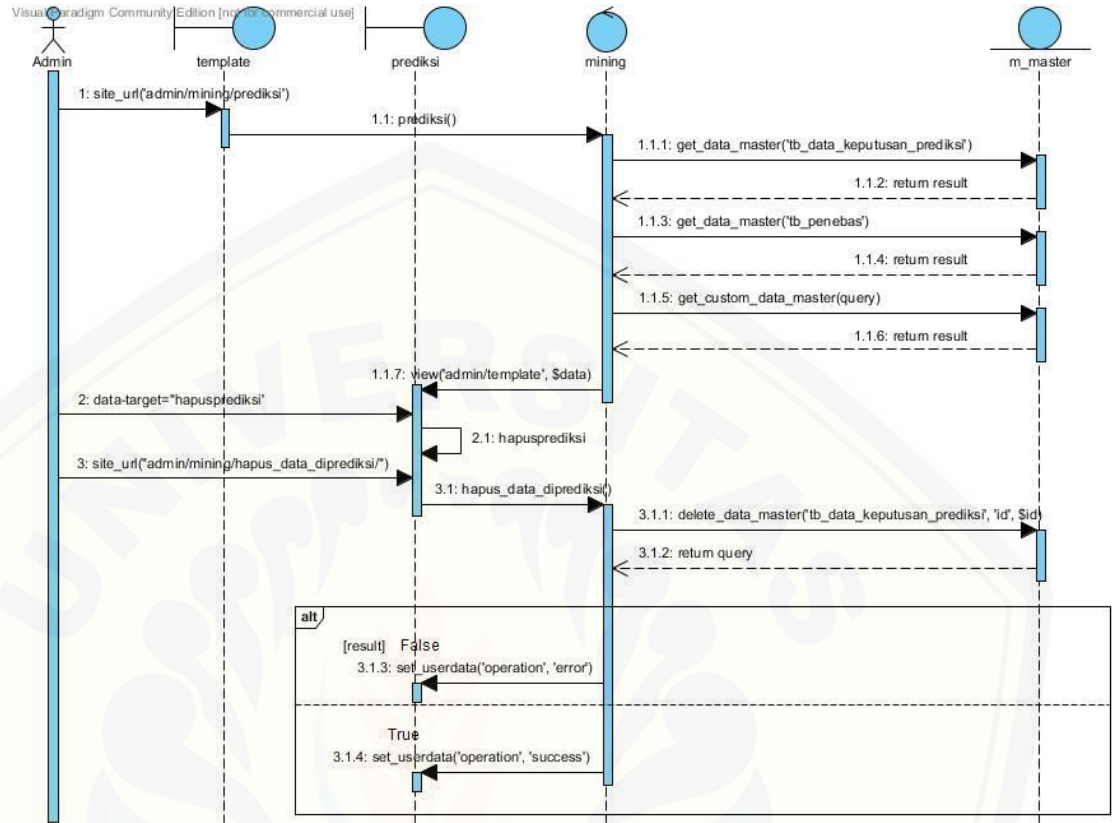 Visual Paradigm Community Edition [not for commercial use]
Admin
template
prediksi
mining
m_master
1: site_url('admin/mining/prediksi')
1.1: prediksi()
1.1.1: get_data_master('tb_data_keputusan_prediksi')
1.1.2: return result
1.1.3: get_data_master('tb_penebas')
1.1.4: return result
1.1.5: get_custom_data_master(query)
1.1.6: return result
1.1.7: view('admin/template', $data)
2: data-target="hapusprediksi'
2.1: hapusprediksi
3: site_url("admin/mining/hapus_data_diprediksi/")
3.1: hapus_data_diprediksi()
3.1.1: delete_data_master('tb_data_keputusan_prediksi', 'id', $id)
3.1.2: return query
alt
[result] False
3.1.3: set_userdata('operation', 'error')
True
3.1.4: set_userdata('operation', 'success')
UNIVERSITAS